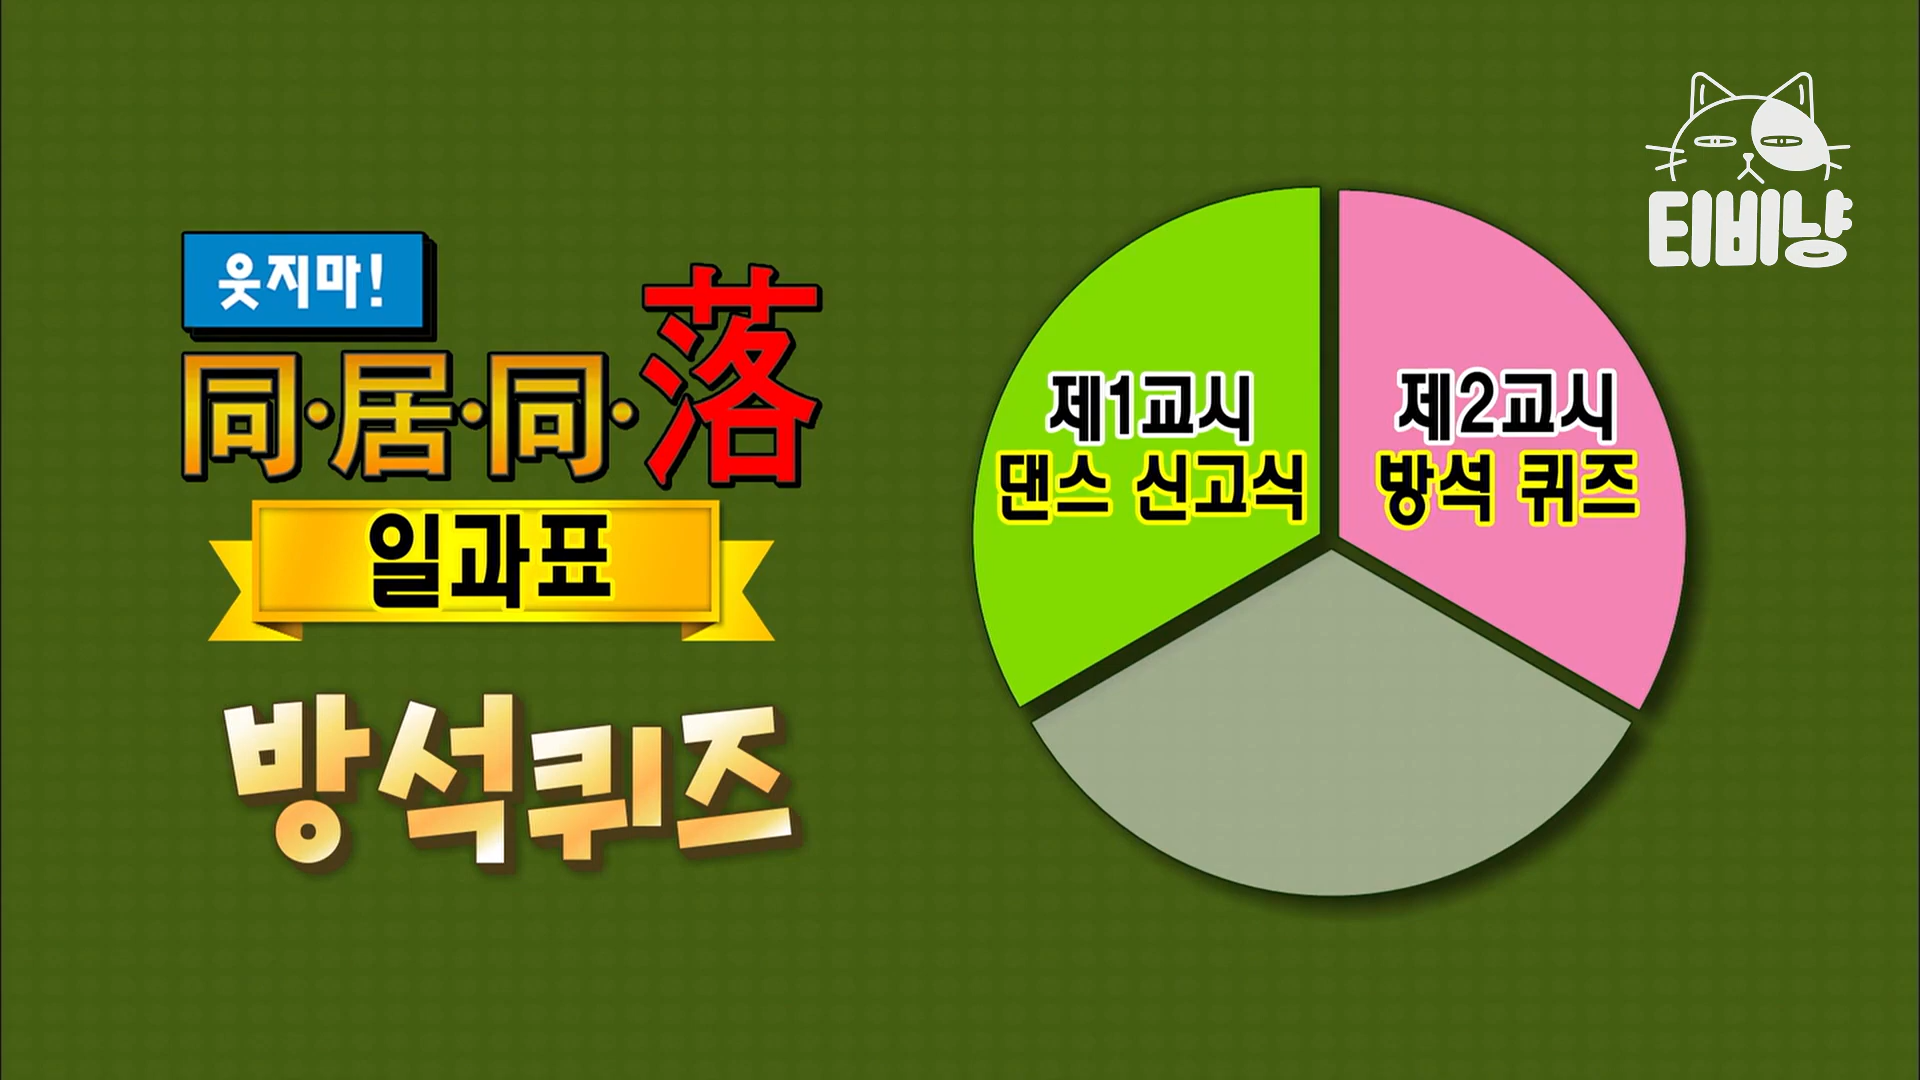 웃지마!
同·居·同·落
일과표
방석퀴즈
제1교시
댄스 신고식
제2교시
방석 퀴즈
티비냥